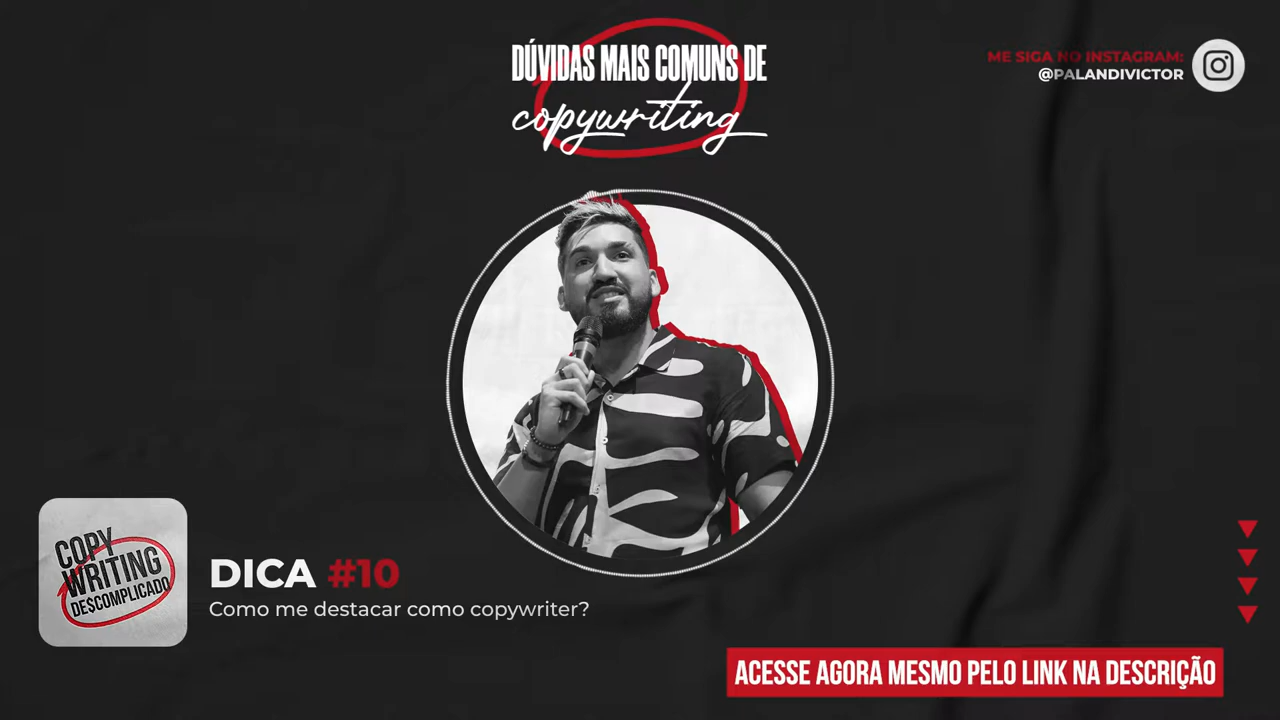 DÚVIDAS MAIS COMUNS DE
copywriting
ME SIGA NO INSTAGRAM:
@PALANDIVICTOR
COPY
WRITING
DESCOMPLICADO
DICA #10
Como me destacar como copywriter?
ACESSE AGORA MESMO PELO LINK NA DESCRIÇÃO